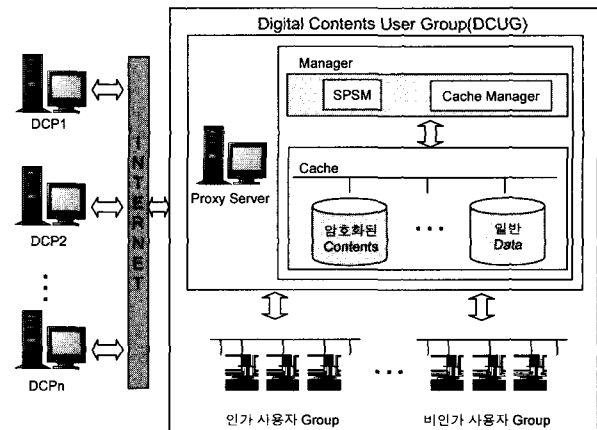 Digital Contents User Group(DCUG)
Manager
SPSM
Cache Manager
DCP1
INTERNET
Proxy Server
Cache
DCP2
암호화된
Contents
일반
Data
DCPn
인가 사용자 Group
비인가 사용자 Group